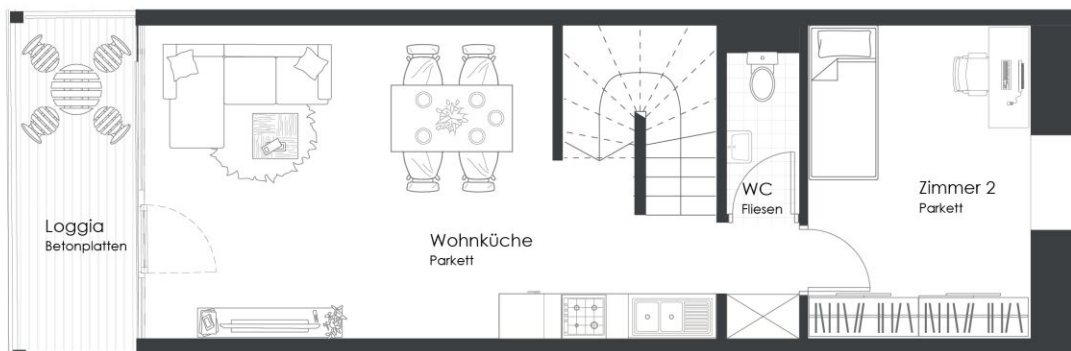 Loggia
Betonplatten
Wohnküche
Parkett
WC
Fliesen
Zimmer 2
Parkett